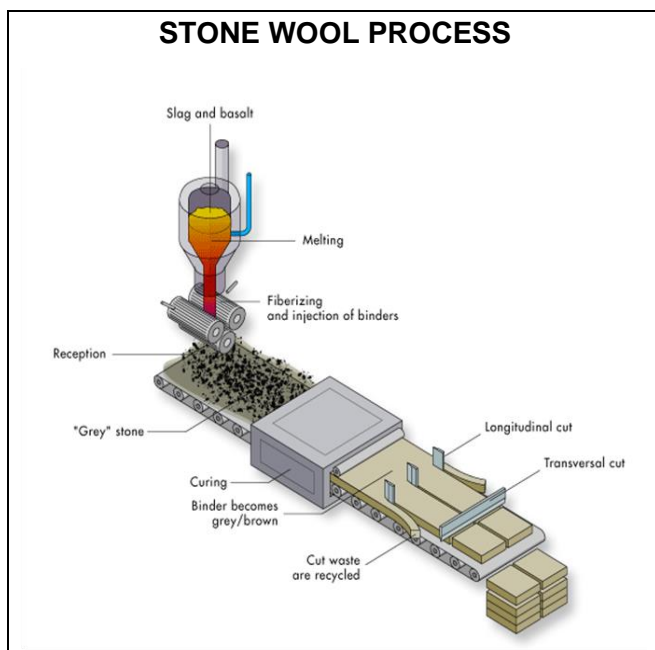 STONE WOOL PROCESS
Slag and basalt
Melting
Fiberizing
and injection of binders
Reception
"Grey" stone
Longitudinal cut
Transversal cut
Curing
Binder becomes
grey/brown
Cut waste
are recycled